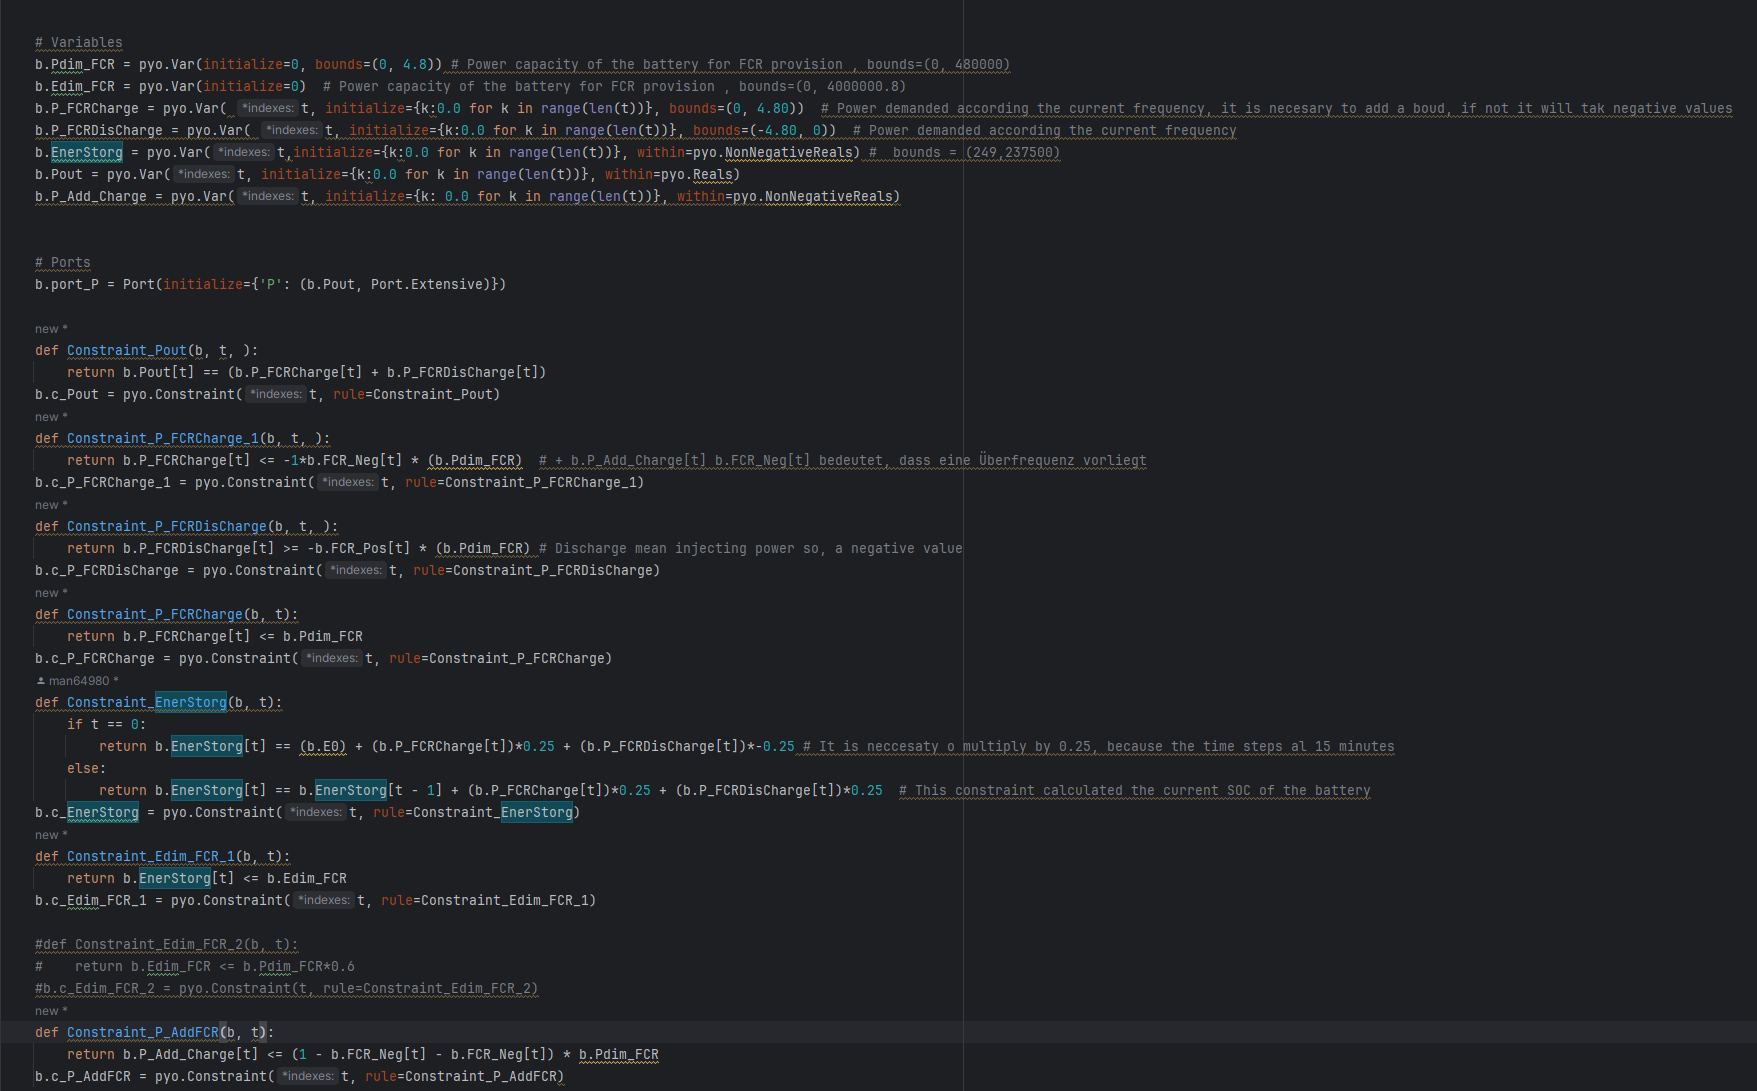 # Variables
b.Pdim_FCR = pyo.Var(initialize=0, bounds=(0, 4.8)) # Power capacity of the battery for FCR provision , bounds=(0, 480000)
b.Edim_FCR = pyo.Var(initialize=0)  # Power capacity of the battery for FCR provision , bounds=(0, 4000000.8)
b.P_FCRCharge = pyo.Var( *indexes: t, initialize={k:0.0 for k in range(len(t))}, bounds=(0, 4.80))  # Power demanded according the current frequency, it is necesary to add a boud, if not it will tak negative values
b.P_FCRDisCharge = pyo.Var( *indexes: t, initialize={k:0.0 for k in range(len(t))}, bounds=(-4.80, 0))  # Power demanded according the current frequency
b.EnerStorg = pyo.Var( *indexes: t,initialize={k:0.0 for k in range(len(t))}, within=pyo.NonNegativeReals) #  bounds = (249,237500)
b.Pout = pyo.Var( *indexes: t, initialize={k:0.0 for k in range(len(t))}, within=pyo.Reals)
b.P_Add_Charge = pyo.Var( *indexes: t, initialize={k: 0.0 for k in range(len(t))}, within=pyo.NonNegativeReals)
# Ports
b.port_P = Port(initialize={'P': (b.Pout, Port.Extensive)})
new *
def Constraint_Pout(b, t, ):
    return b.Pout[t] == (b.P_FCRCharge[t] + b.P_FCRDisCharge[t])
b.c_Pout = pyo.Constraint( *indexes: t, rule=Constraint_Pout)
new *
def Constraint_P_FCRCharge_1(b, t, ):
    return b.P_FCRCharge[t] <= -1*b.FCR_Neg[t] * (b.Pdim_FCR)  # + b.P_Add_Charge[t] b.FCR_Neg[t] bedeutet, dass eine Überfrequenz vorliegt
b.c_P_FCRCharge_1 = pyo.Constraint( *indexes: t, rule=Constraint_P_FCRCharge_1)
new *
def Constraint_P_FCRDisCharge(b, t, ):
    return b.P_FCRDisCharge[t] >= -b.FCR_Pos[t] * (b.Pdim_FCR) # Discharge mean injecting power so, a negative value
b.c_P_FCRDisCharge = pyo.Constraint( *indexes: t, rule=Constraint_P_FCRDisCharge)
new *
def Constraint_P_FCRCharge(b, t):
    return b.P_FCRCharge[t] <= b.Pdim_FCR
b.c_P_FCRCharge = pyo.Constraint( *indexes: t, rule=Constraint_P_FCRCharge)
man64980 *
def Constraint_EnerStorg(b, t):
    if t == 0:
        return b.EnerStorg[t] == (b.E0) + (b.P_FCRCharge[t])*0.25 + (b.P_FCRDisCharge[t])*-0.25 # It is neccesaty o multiply by 0.25, because the time steps al 15 minutes
    else:
        return b.EnerStorg[t] == b.EnerStorg[t - 1] + (b.P_FCRCharge[t])*0.25 + (b.P_FCRDisCharge[t])*0.25  # This constraint calculated the current SOC of the battery
b.c_EnerStorg = pyo.Constraint( *indexes: t, rule=Constraint_EnerStorg)
new *
def Constraint_Edim_FCR_1(b, t):
    return b.EnerStorg[t] <= b.Edim_FCR
b.c_Edim_FCR_1 = pyo.Constraint( *indexes: t, rule=Constraint_Edim_FCR_1)
#def Constraint_Edim_FCR_2(b, t):
#    return b.Edim_FCR <= b.Pdim_FCR*0.6
#b.c_Edim_FCR_2 = pyo.Constraint(t, rule=Constraint_Edim_FCR_2)
new *
def Constraint_P_AddFCR(b, t):
    return b.P_Add_Charge[t] <= (1 - b.FCR_Neg[t] - b.FCR_Neg[t]) * b.Pdim_FCR
b.c_P_AddFCR = pyo.Constraint( *indexes: t, rule=Constraint_P_AddFCR)